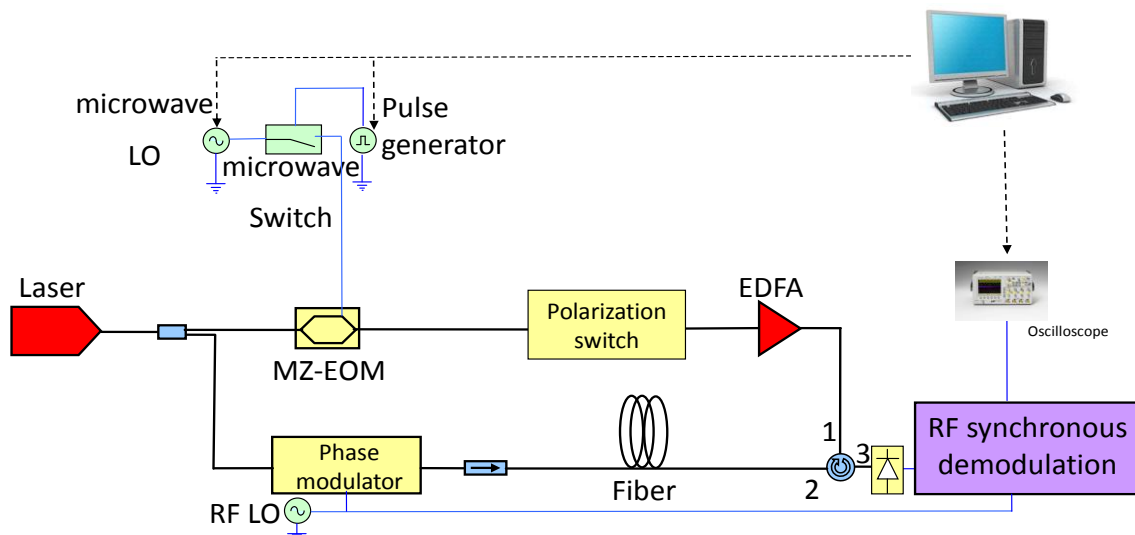 microwave
LO
Pulse
generator
microwave
Switch
Laser
MZ-EOM
Polarization
switch
EDFA
Oscilloscope
Phase
modulator
RF LO
Fiber
1
2
3
RF synchronous
demodulation